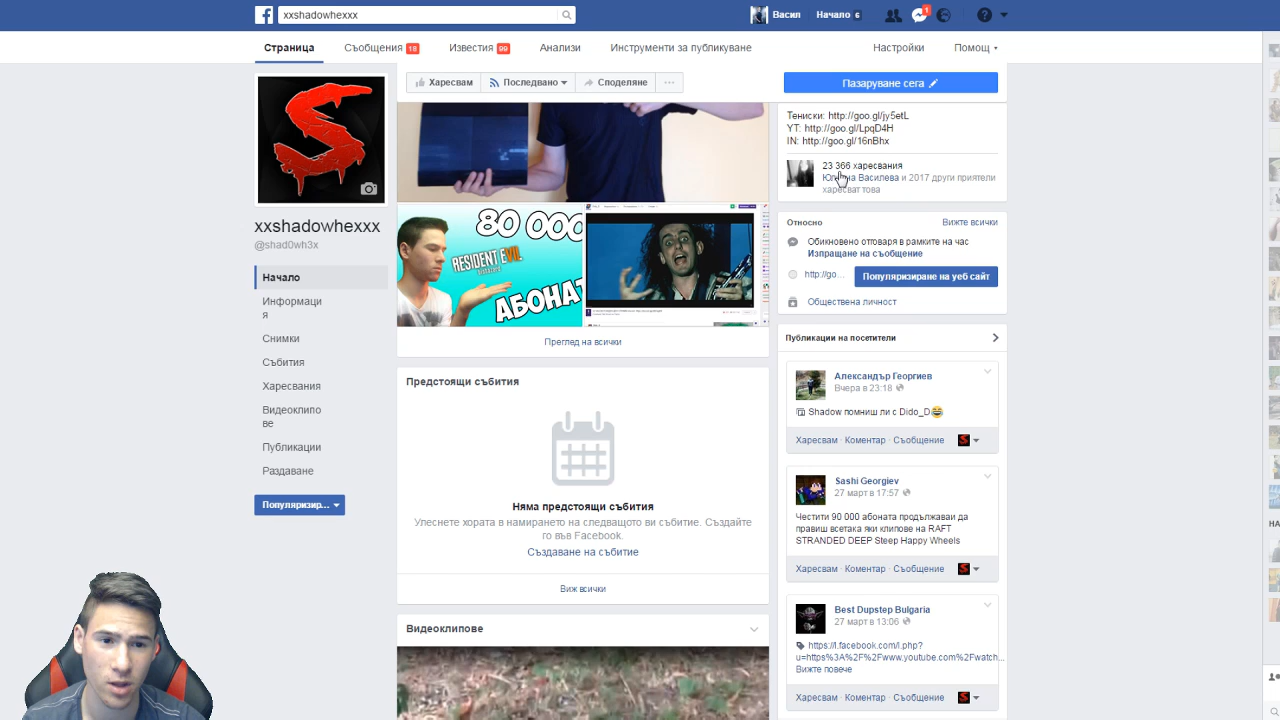 xxshadowhexxx
Васил
Начало 6
1
Страница
Съобщения 18
Известия 99
Анализи
Инструменти за публикуване
Настройки
Помощ
Харесвам
Последвано
Споделяне
Пазаруване сега
xxshadowhexxx
@shad0wh3x
Начало
Информаци
я
Снимки
Събития
Харесвания
Видеоклипо
ве
Публикации
Раздаване
Популяризир...
80 000
RESIDENT EVIL
АБОНАТ
Преглед на всички
Предстоящи събития
Няма предстоящи събития
Улеснете хората в намирането на следващото ви събитие. Създайте
го във Facebook.
Създаване на събитие
Виж всички
Видеоклипове
Тениски: http://goo.gl/jy5etL
YT: http://goo.gl/LpqD4H
IN: http://goo.gl/16nBhx
23 366 харесвания
Василева и 2017 други приятели
харесват това
Относно
Вижте всички
Обикновено отговаря в рамките на час
Изпращане на съобщение
http://go...
Популяризиране на уеб сайт
Обществена личност
Публикации на посетители
Александър Георгиев
Вчера в 23:18
Shadow помниш ли с Dido_D
Харесвам · Коментар · Съобщение
Sashi Georgiev
27 март в 17:57
Честити 90 000 абоната продължаваи да
правиш всетака яки клипове на RAFT
STRANDED DEEP Steep Happy Wheels
Харесвам · Коментар · Съобщение
Best Dupstep Bulgaria
27 март в 13:06
https://l.facebook.com/l.php?
u=https%3A%2F%2Fwww.youtube.com%2Fwatch...
Вижте повече
Харесвам · Коментар · Съобщение
НА